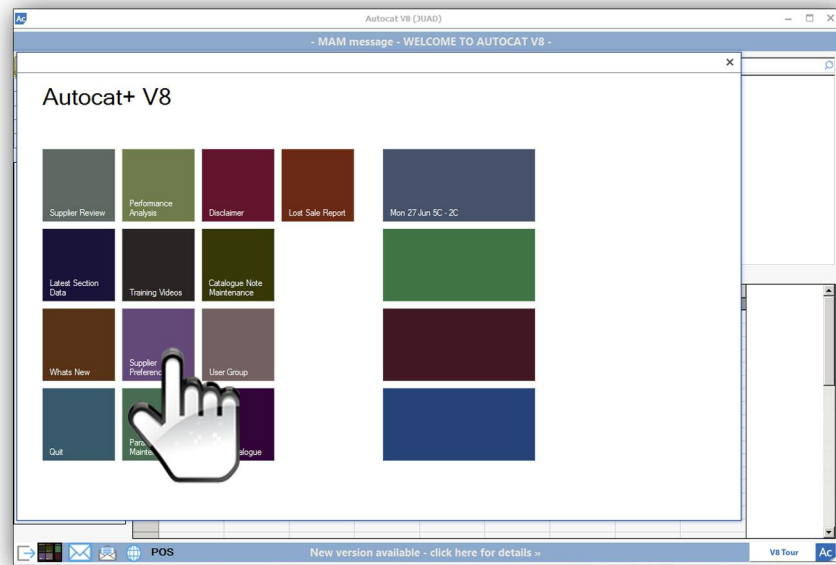 Ac
Autocat V8 (JUAD)
- MAM message - WELCOME TO AUTOCAT V8 -
Autocat+ V8
Supplier Review
Performance
Analysis
Disclaimer
Lost Sale Report
Mon 27 Jun 5C - 2C
Latest Section
Data
Training Videos
Catalogue Note
Maintenance
Whats New
Supplier
User Group
Quit
POS
New version available - click here for details »
V8 Tour
Ac